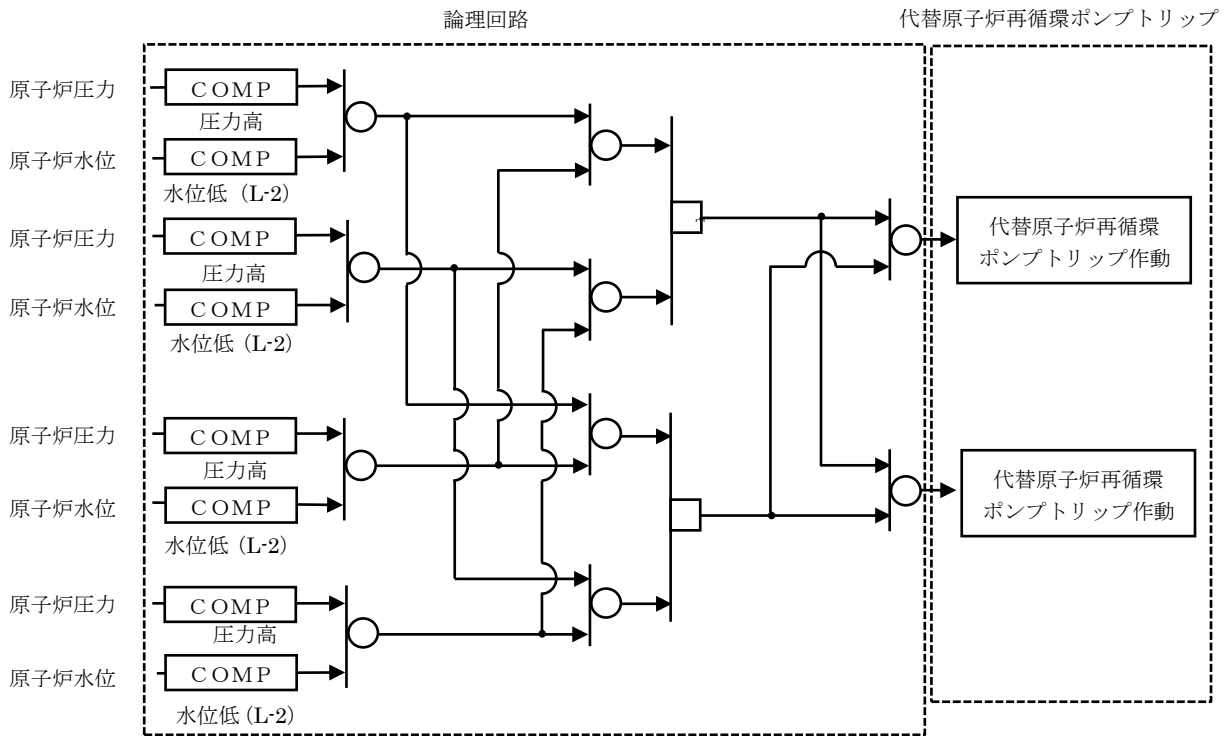 論理回路
代替原子炉再循環ポンプトリップ
原子炉圧力
ＣＯＭＰ
圧力高
原子炉水位
ＣＯＭＰ
水位低（L-2）
原子炉圧力
ＣＯＭＰ
圧力高
原子炉水位
ＣＯＭＰ
水位低（L-2）
代替原子炉再循環
ポンプトリップ作動
原子炉圧力
ＣＯＭＰ
圧力高
原子炉水位
ＣＯＭＰ
水位低（L-2）
代替原子炉再循環
ポンプトリップ作動
原子炉圧力
ＣＯＭＰ
圧力高
原子炉水位
ＣＯＭＰ
水位低（L-2）